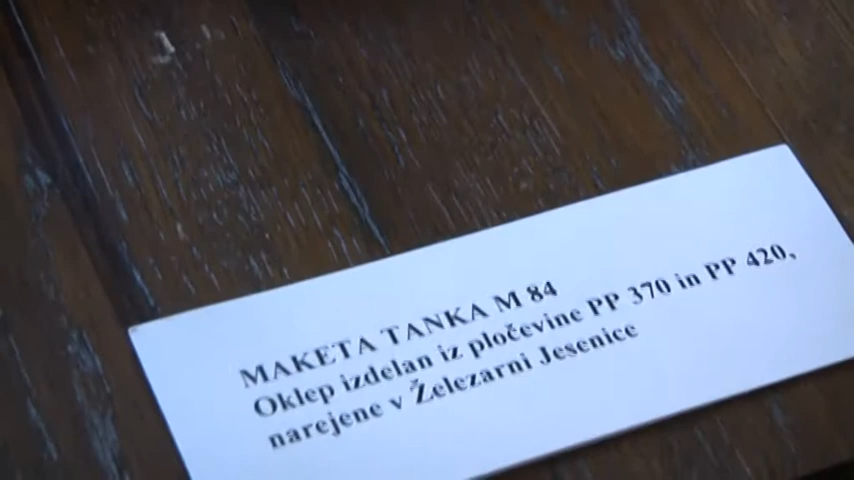 MAKETA TANKA M 84
Oklep izdelan iz pločevine PP 370 in PP 420,
narejene v Železarni Jesenice